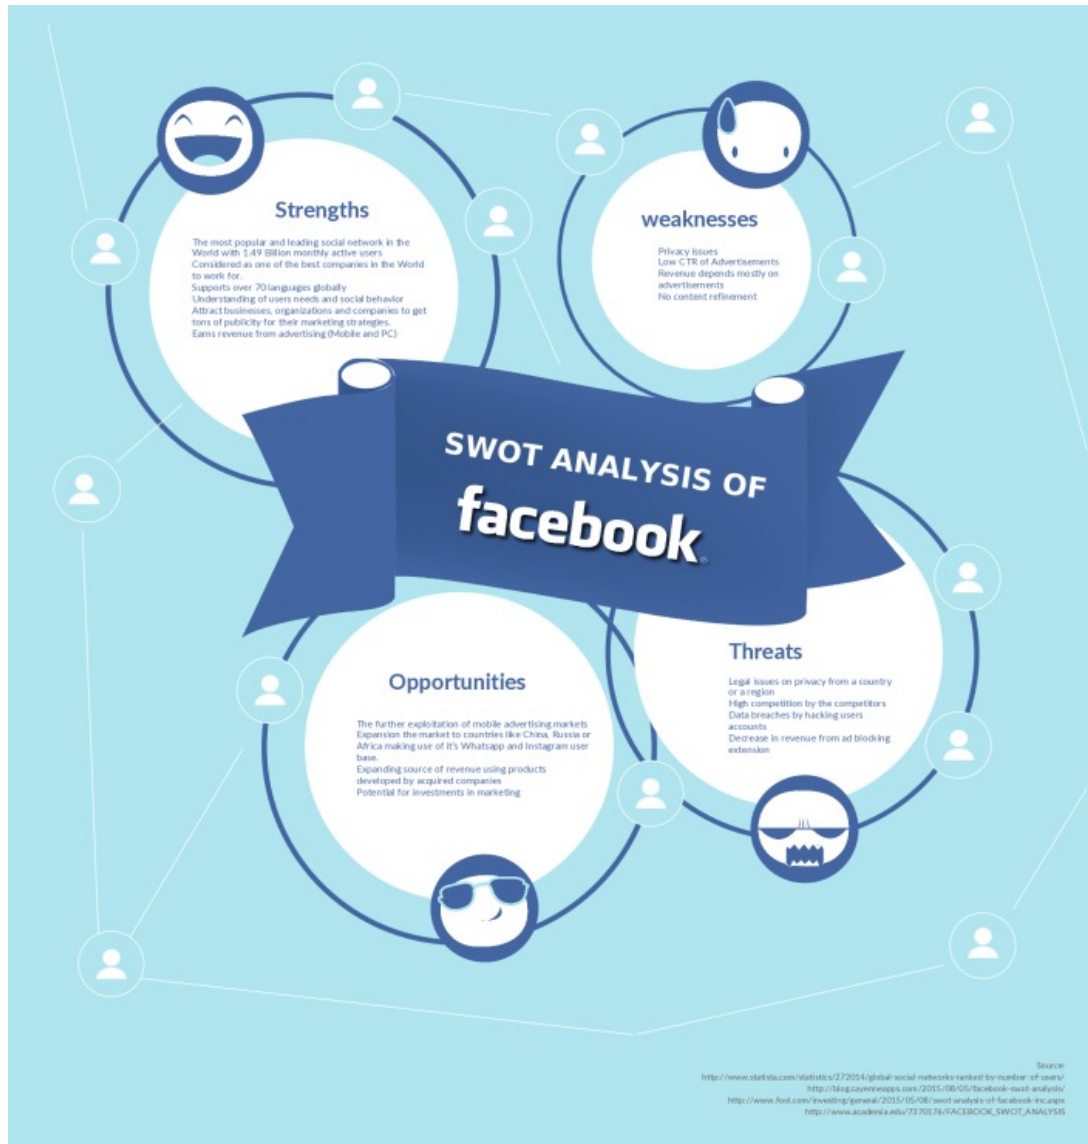 Strengths
The most popular and leading social network in the
World with 1.49 Billion monthly active users
Considered as one of the best companies in the World
to work for.
Supports over 70 languages globally
Understanding of users needs and social behavior
Attract businesses, organizations and companies to get
tons of publicity for their marketing strategies.
Earns revenue from advertising (Mobile and PC)
weaknesses
Privacy issues
Low CTR of Advertisements
Revenue depends mostly on
advertisements
No content refinement
SWOT ANALYSIS OF
facebook
Opportunities
The further exploitation of mobile advertising markets
Expansion the market to countries like China, Russia or
Africa making use of it's Whatsapp and Instagram user
base.
Expanding source of revenue using products
developed by acquired companies
Potential for investments in marketing
Threats
Legal issues on privacy from a country
or a region
High competition by the competitors
Data breaches by hacking users
accounts
Decrease in revenue from ad blocking
extension
Source:
http://www.statista.com/statistics/272014/global-social-networks-ranked-by-number-of-users/
http://blog.cayenneapps.com/2015/08/05/facebook-swot-analysis/
http://www.fool.com/investing/general/2015/05/08/swot-analysis-of-facebook-inc.aspx
http://www.academia.edu/7370176/FACEBOOK_SWOT_ANALYSIS